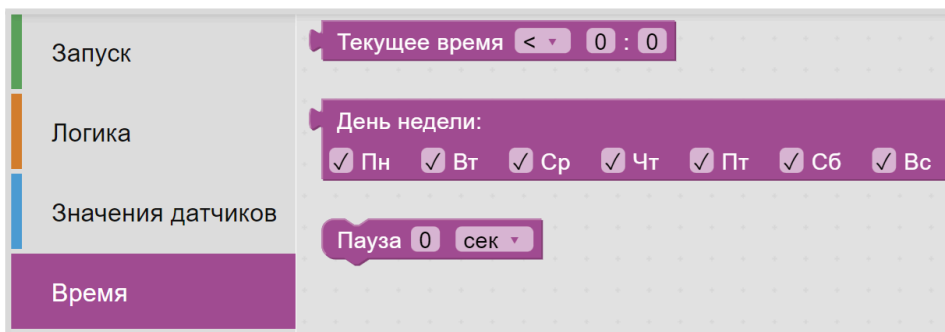 Запуск
Логика
Значения датчиков
Время
Текущее время < 0 : 0
День недели:
Пн Вт Ср Чт Пт Сб Вс
Пауза 0 сек